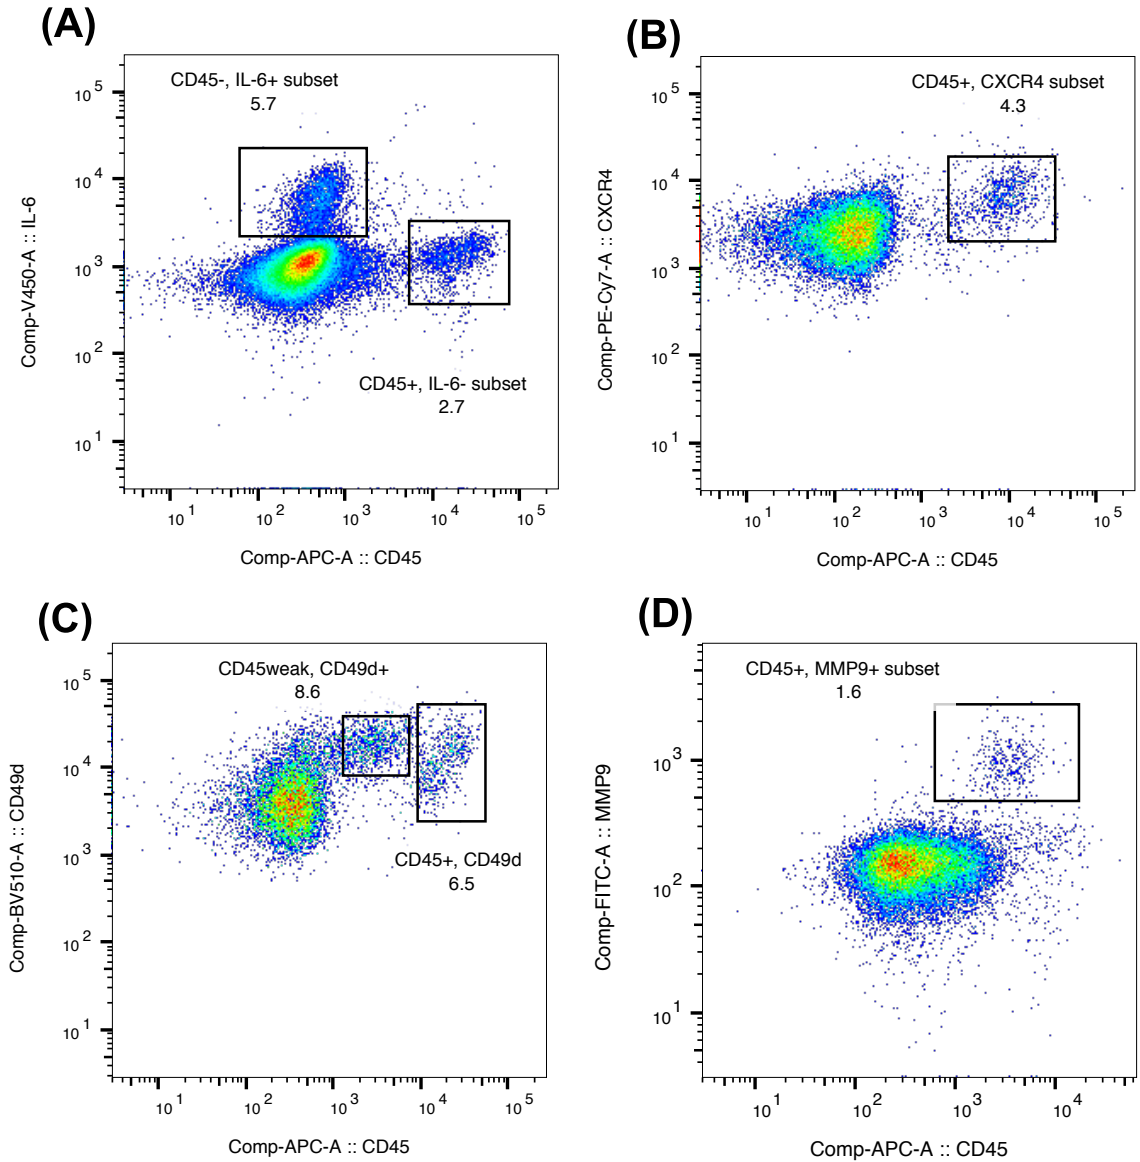 (A)
CD45-, IL-6+ subset
5.7
CD45+, IL-6- subset
2.7
10 5
10 4
10 3
10 2
10 1
10 1
10 2
10 3
10 4
10 5
Comp-V450-A :: IL-6
Comp-APC-A :: CD45
(B)
CD45+, CXCR4 subset
4.3
10 5
10 4
10 3
10 2
10 1
10 1
10 2
10 3
10 4
10 5
Comp-PE-Cy7-A :: CXCR4
Comp-APC-A :: CD45
(C)
CD45weak, CD49d+
8.6
CD45+, CD49d
6.5
10 5
10 4
10 3
10 2
10 1
10 1
10 2
10 3
10 4
10 5
Comp-BV510-A :: CD49d
Comp-APC-A :: CD45
(D)
CD45+, MMP9+ subset
1.6
10 3
10 2
10 1
10 1
10 2
10 3
10 4
Comp-FITC-A :: MMP9
Comp-APC-A :: CD45